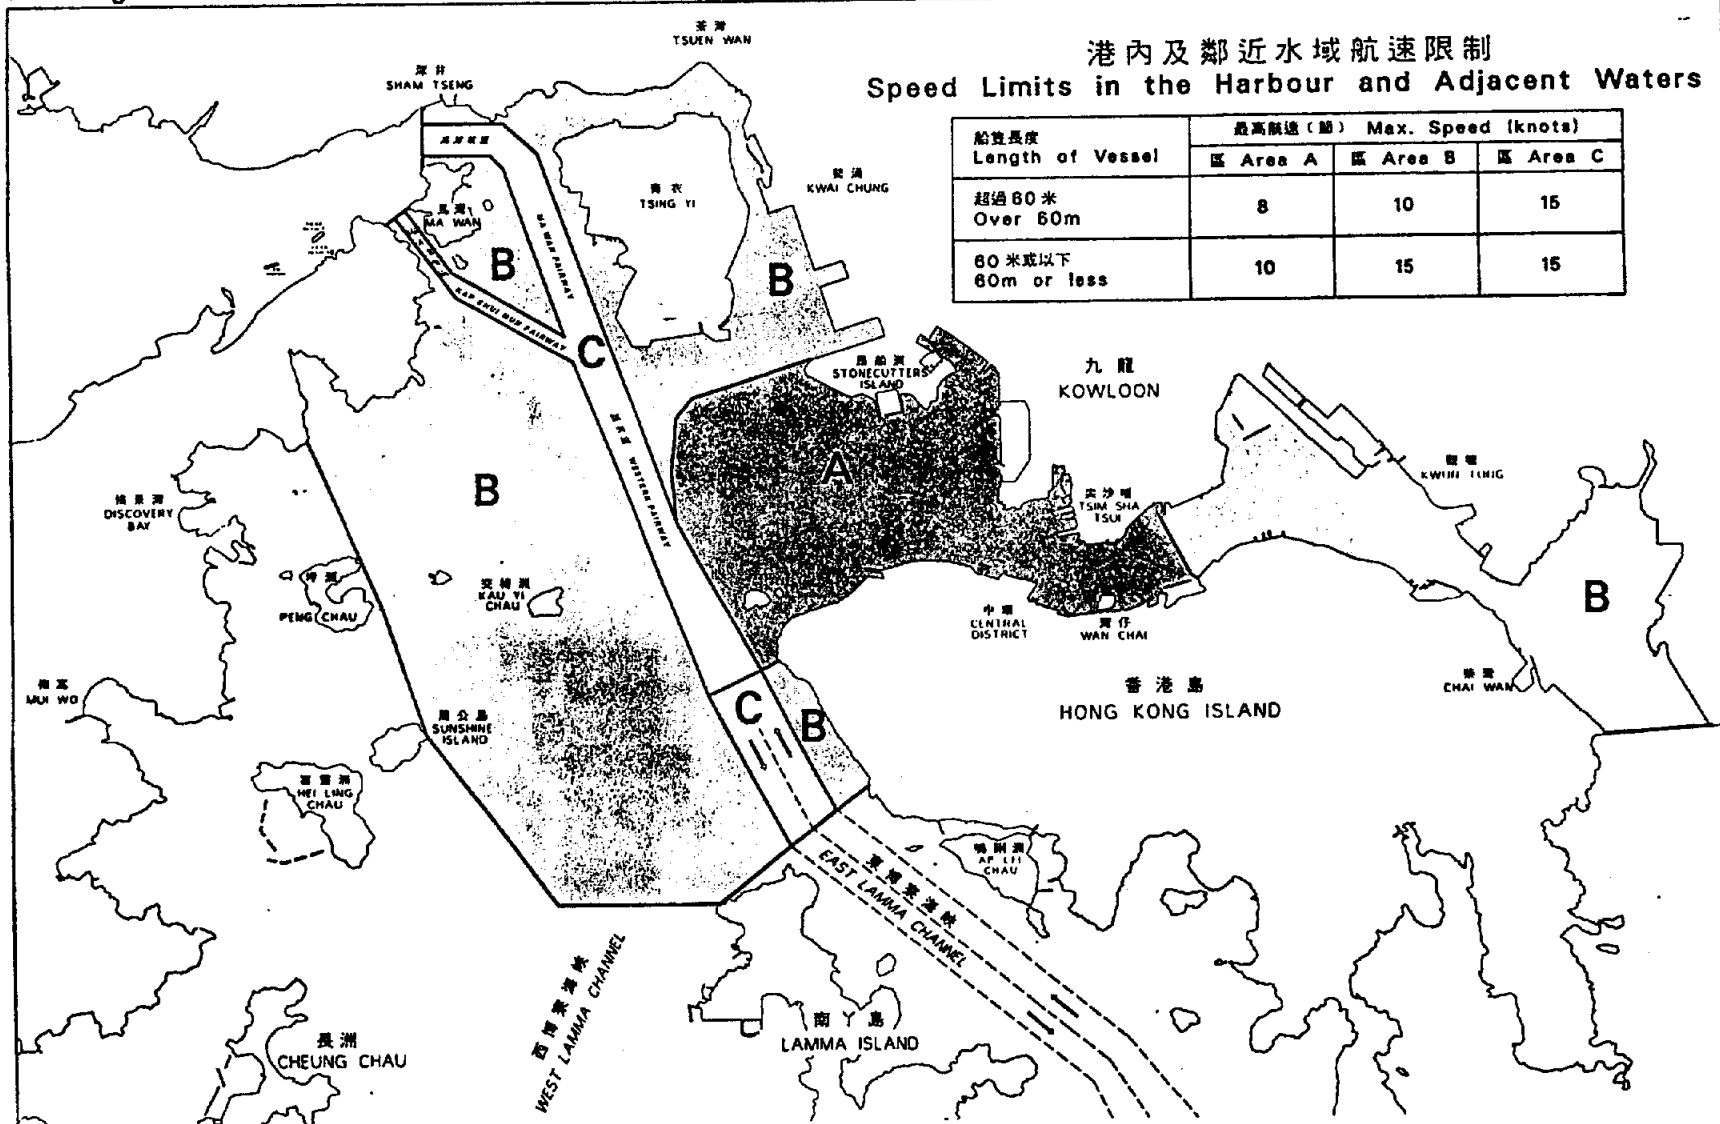 荃灣
TSUEN WAN
港內及鄰近水域航速限制
Speed Limits in the Harbour and Adjacent Waters
深井
SHAM TSENG
船隻長度
Length of Vessel
最高航速（節） Max. Speed (knots)
區 Area A
區 Area B
區 Area C
超過60米
Over 60m
8
10
15
60米或以下
60m or less
10
15
15
青衣
TSING YI
葵涌
KWAI CHUNG
馬灣
MA WAN
MA WAN FAIRWAY
KAP SHUI MUN FAIRWAY
B
B
C
昂船洲
STONECUTTERS
ISLAND
九龍
KOWLOON
觀塘
KWUN TONG
WESTERN FAIRWAY
A
B
愉景灣
DISCOVERY
BAY
尖沙咀
TSIM SHA
TSUI
坪洲
PENG CHAU
交椅洲
KAU YI
CHAU
中環
CENTRAL
DISTRICT
灣仔
WAN CHAI
B
梅窩
MUI WO
香港島
HONG KONG ISLAND
柴灣
CHAI WAN
周公島
SUNSHINE
ISLAND
C
B
喜靈洲
HEI LING
CHAU
鴨脷洲
AP LEI
CHAU
東博寮海峽
EAST LAMMA CHANNEL
西博寮海峽
WEST LAMMA CHANNEL
南丫島
LAMMA ISLAND
長洲
CHEUNG CHAU